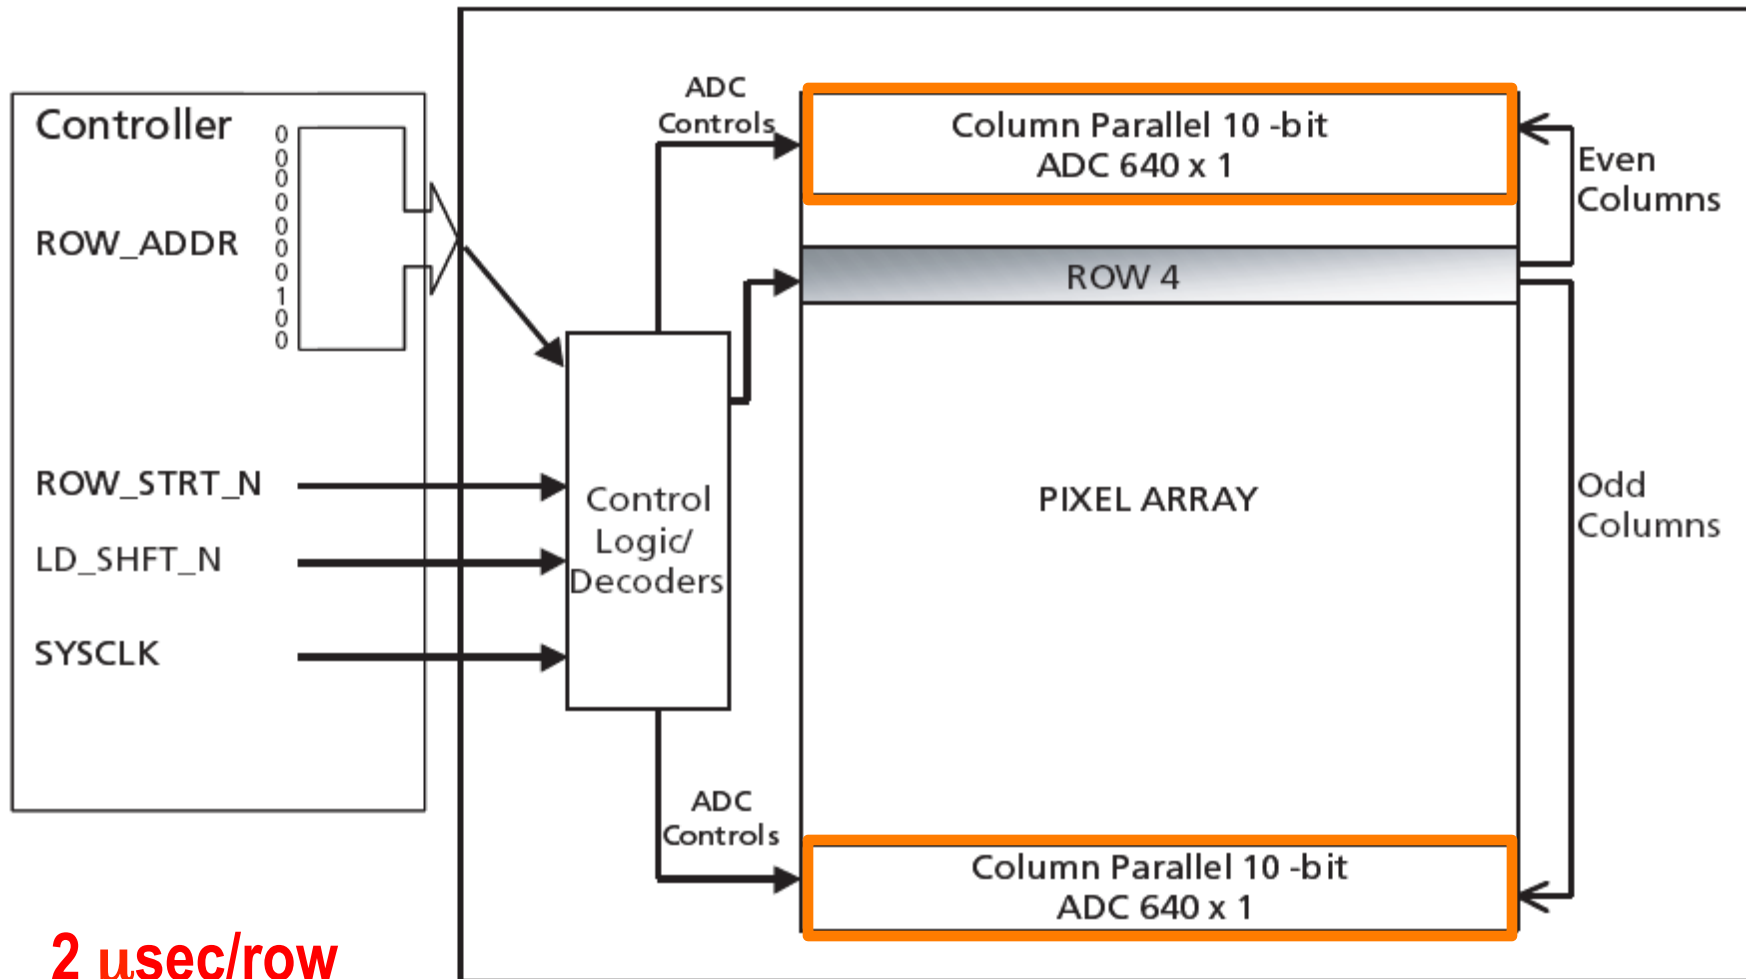 Controller
ROW_ADDR
0
0
0
0
0
0
0
1
0
0
ROW_STRT_N
LD_SHFT_N
SYSCLK
Control
Logic/
Decoders
ADC
Controls
Column Parallel 10 -bit
ADC 640 x 1
Even
Columns
ROW 4
PIXEL ARRAY
Odd
Columns
ADC
Controls
Column Parallel 10 -bit
ADC 640 x 1
2 μsec/row